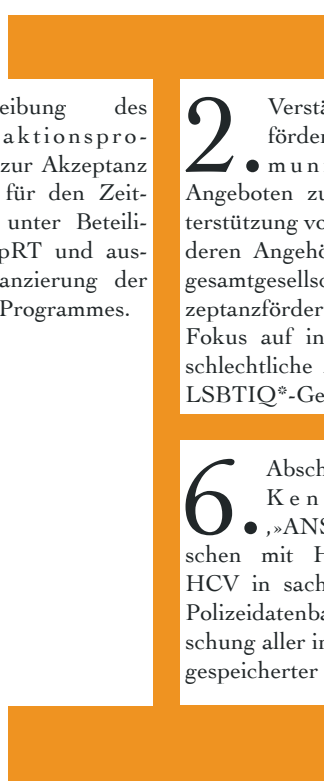 eibung des
aktionspro-
zur Akzeptanz
für den Zeit-
unter Beteili-
pRT und aus-
anzierung der
Programmes.
2. Verstä
förder
mun
Angeboten zu
terstützung vo
deren Angehö
gesamtgesellsc
zeptanzförder
Fokus auf in
schlechtliche
LSBTIQ*-Ge
6. Absch
Ken
‚»ANS
schen mit H
HCV in sach
Polizeidatenba
schung aller in
gespeicherter